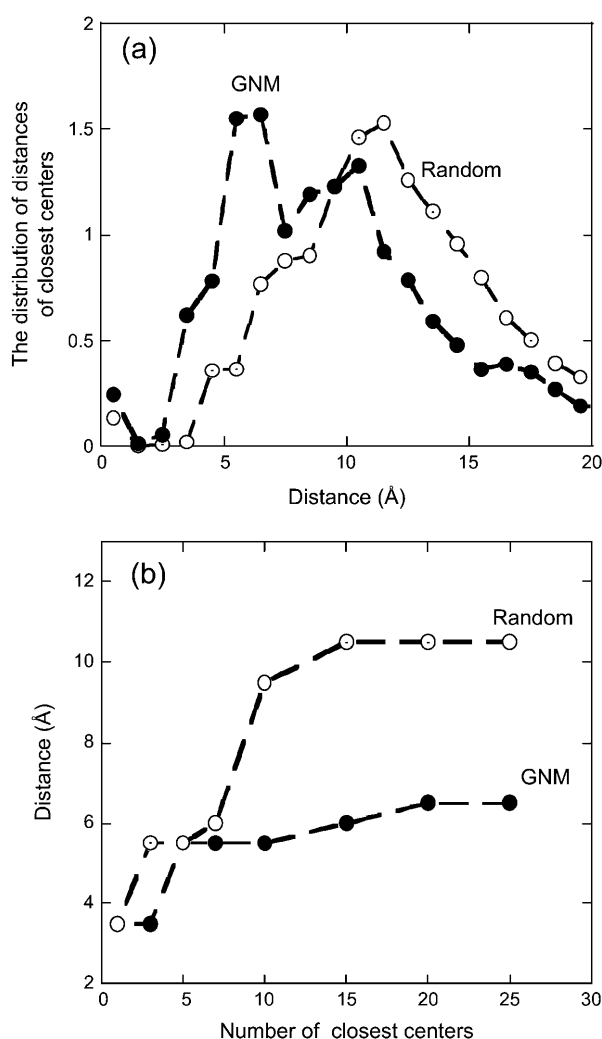 2
(a)
GNM
1.5
Random
1
0.5
0
0 5 10 15 20
The distribution of distances
of closest centers
Distance (Å)
(b)
12
Random
10
8
GNM
6
4
2
0 5 10 15 20 25 30
Distance (Å)
Number of closest centers